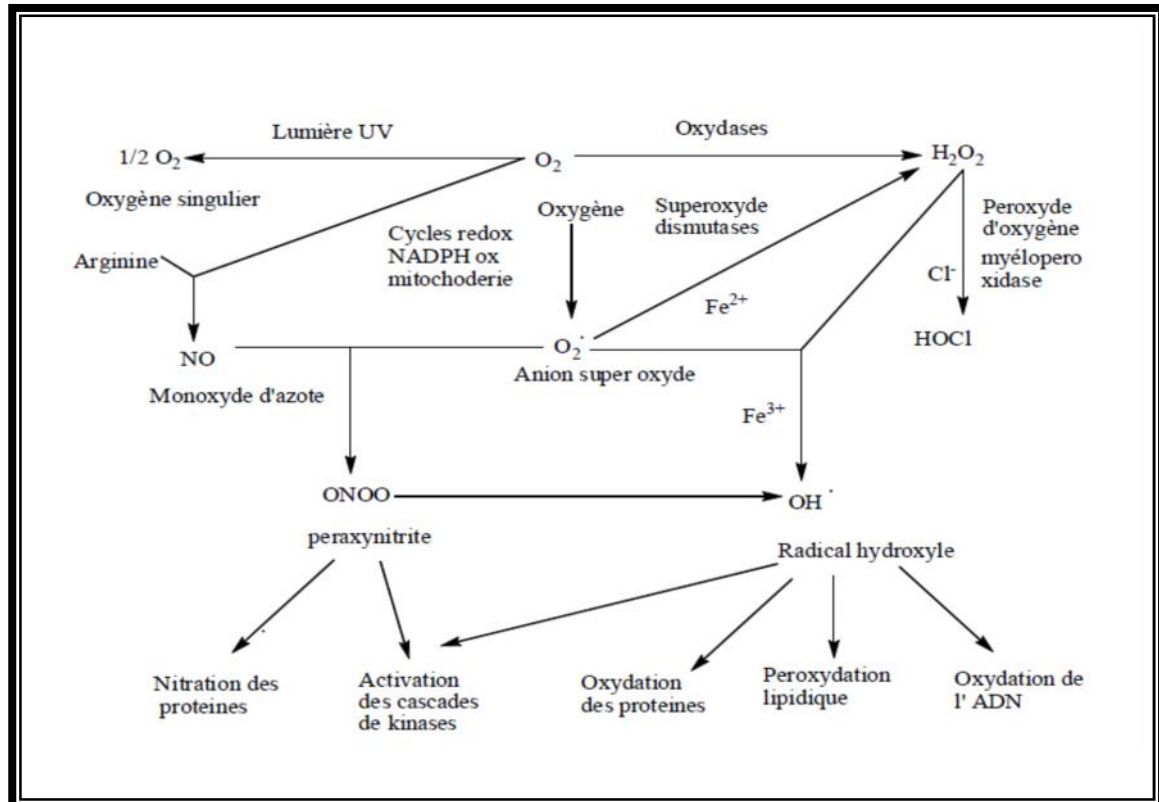 Lumière UV
Oxydases
1/2 O₂
O₂
H₂O₂
Oxygène singulier
Oxygène
Superoxyde
dismutases
Peroxyde
d'oxygène
myélopero
xidase
Arginine
Cycles redox
NADPH ox
mitochoderie
Cl⁻
Fe²⁺
HOCl
NO
O₂˙
Monoxyde d'azote
Anion super oxyde
Fe³⁺
ONOO
OH ˙
peraxynitrite
Radical hydroxyle
Nitration des
proteines
Activation
des cascades
de kinases
Oxydation
des proteines
Peroxydation
lipidique
Oxydation de
l' ADN